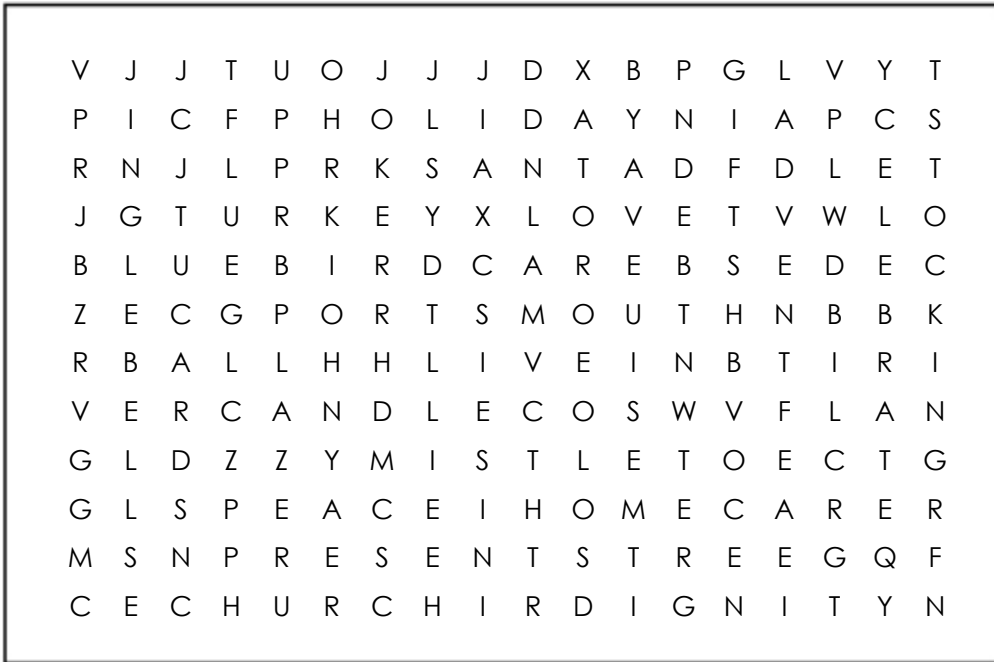 V J J T U O J J J D X B P G L V Y T
P I C F P H O L I D A Y N I A P C S
R N J L P R K S A N T A D F D L E T
J G T U R K E Y X L O V E T V W L O
B L U E B I R D C A R E B S E D E C
Z E C G P O R T S M O U T H N B B K
R B A L L H H L I V E I N B T I R I
V E R C A N D L E C O S W V F L A N
G L D Z Z Y M I S T L E T O E C T G
G L S P E A C E I H O M E C A R E R
M S N P R E S E N T S T R E E G Q F
C E C H U R C H I R D I G N I T Y N